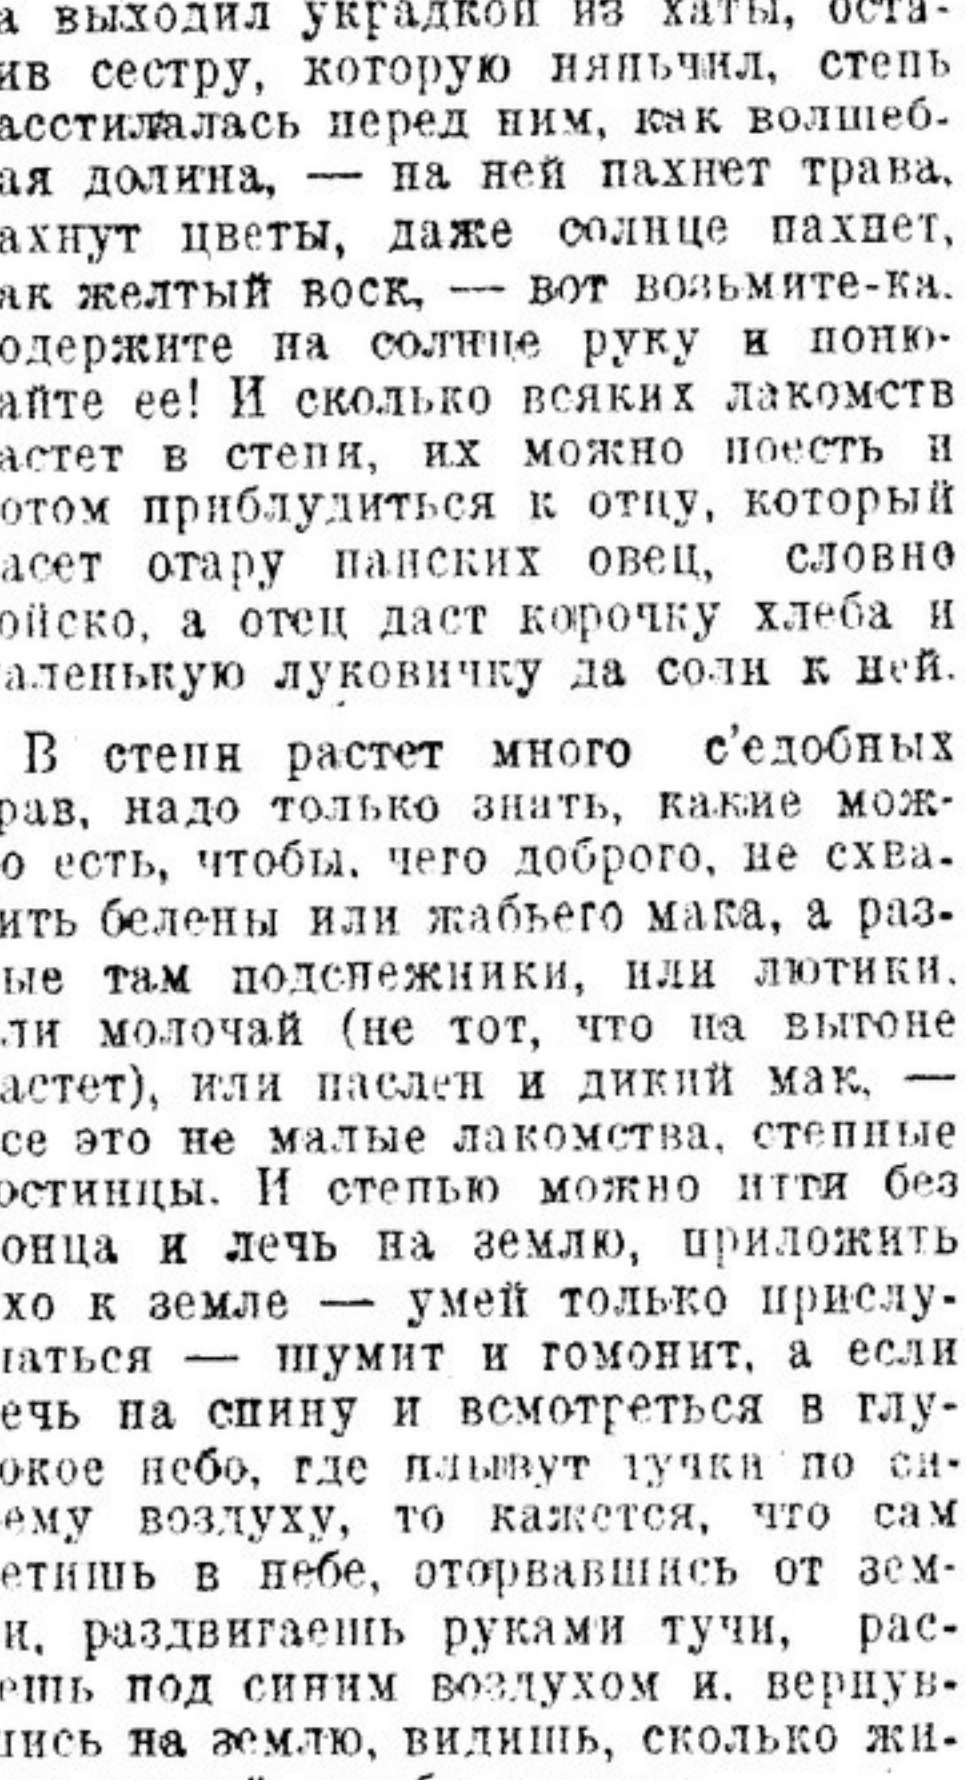 а выходил украдкой из хаты, оста-
ив сестру, которую няньчил, степь
асстилалась перед ним, как волшеб-
ая долина, — на ней пахнет трава,
ахнут цветы, даже солнце пахнет,
ак желтый воск, — вот возьмите-ка.
одержите на солнце руку и поню-
айте ее! И сколько всяких лакомств
астет в степи, их можно поесть и
отом приблудиться к отцу, который
асет отару панских овец, словно
ойско, а отец даст корочку хлеба и
аленькую луковичку да соли к ней.
В степи растет много с'едобных
рав, надо только знать, какие мож-
о есть, чтобы, чего доброго, не схва-
ить белены или жабьего мака, а раз-
ые там подснежники, или лютики,
ли молочай (не тот, что на выгоне
астет), или паслен и дикий мак, —
се это не малые лакомства, степные
остинцы. И степью можно итти без
онца и лечь на землю, приложить
хо к земле — умей только прислу-
аться — шумит и гомонит, а если
ечь на спину и всмотреться в глу-
окое небо, где плывут тучки по си-
ему воздуху, то кажется, что сам
етишь в небе, оторвавшись от зем-
и, раздвигаешь руками тучи, рас-
ешь под синим воздухом и, вернув-
шись на землю, видишь, сколько жи-